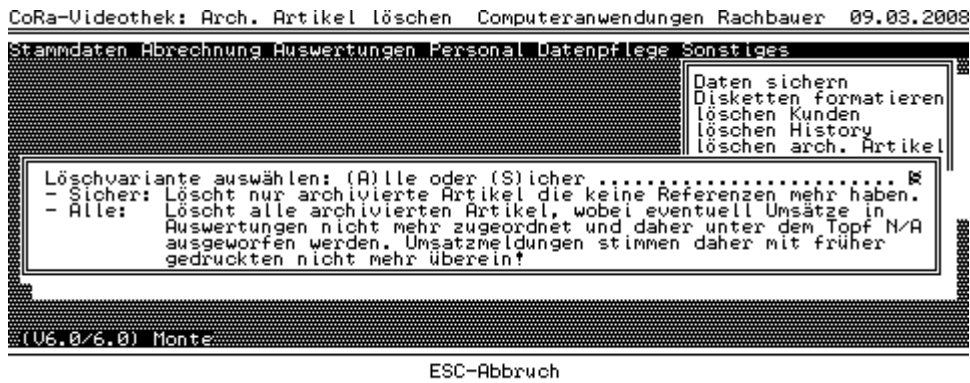 CoRa-Videothek: Arch. Artikel löschen Computeranwendungen Rachbauer 09.03.2008
Stammdaten Abrechnung Auswertungen Personal Datenpflege Sonstiges
Daten sichern
Disketten formatieren
löschen Kunden
löschen History
löschen arch. Artikel
Löschvariante auswählen: (A)lle oder (S)icher ......................... S
- Sicher: Löscht nur archivierte Artikel die keine Referenzen mehr haben.
- Alle: Löscht alle archivierten Artikel, wobei eventuell Umsätze in
Auswertungen nicht mehr zugeordnet und daher unter dem Topf N/A
ausgeworfen werden. Umsatzmeldungen stimmen daher mit früher
gedruckten nicht mehr überein!
(V6.0/6.0) Monte
ESC-Abbruch